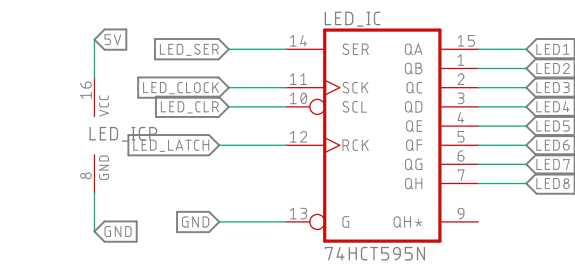 LED_IC
5V
LED_SER 14 SER QA 15 LED1
QB 1 LED2
16 VCC
LED_CLOCK 11 SCK QC 2 LED3
LED_CLR 10 SCL QD 3 LED4
QE 4 LED5
LED_ICP
LED_LATCH 12 RCK QF 5 LED6
QG 6 LED7
8 GND
QH 7 LED8
GND 13 G QH* 9
GND
74HCT595N